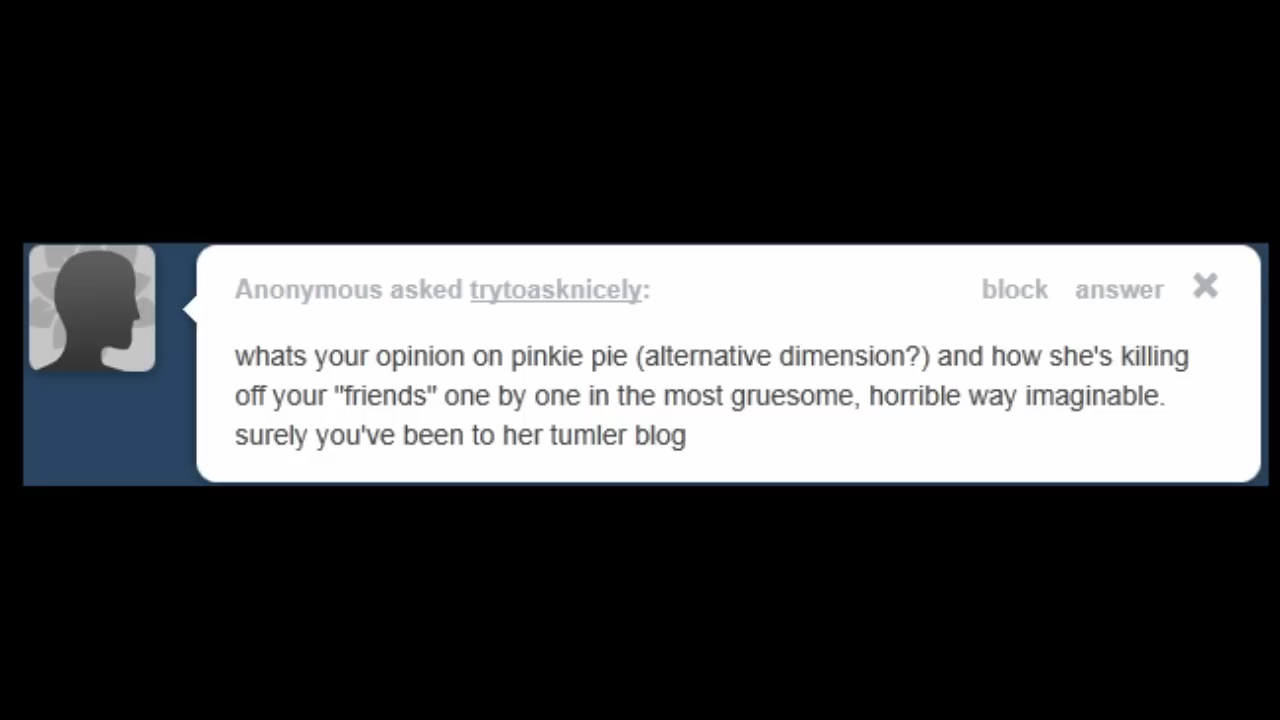 Anonymous asked trytoasknicely: block answer
whats your opinion on pinkie pie (alternative dimension?) and how she's killing
off your "friends" one by one in the most gruesome, horrible way imaginable.
surely you've been to her tumler blog